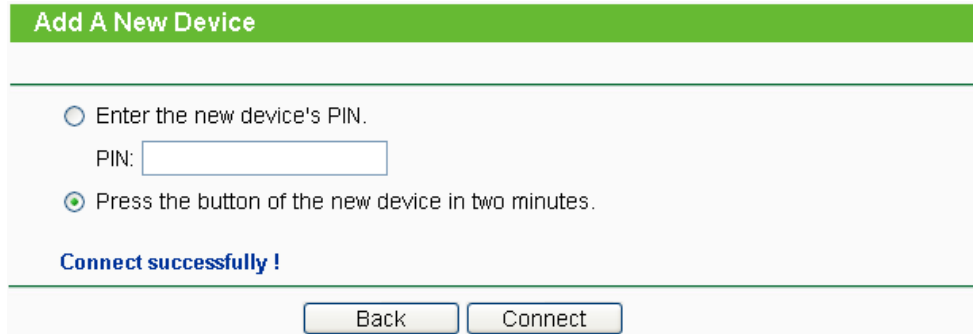 Add A New Device
Enter the new device's PIN.
PIN:
Press the button of the new device in two minutes.
Connect successfully !
Back Connect